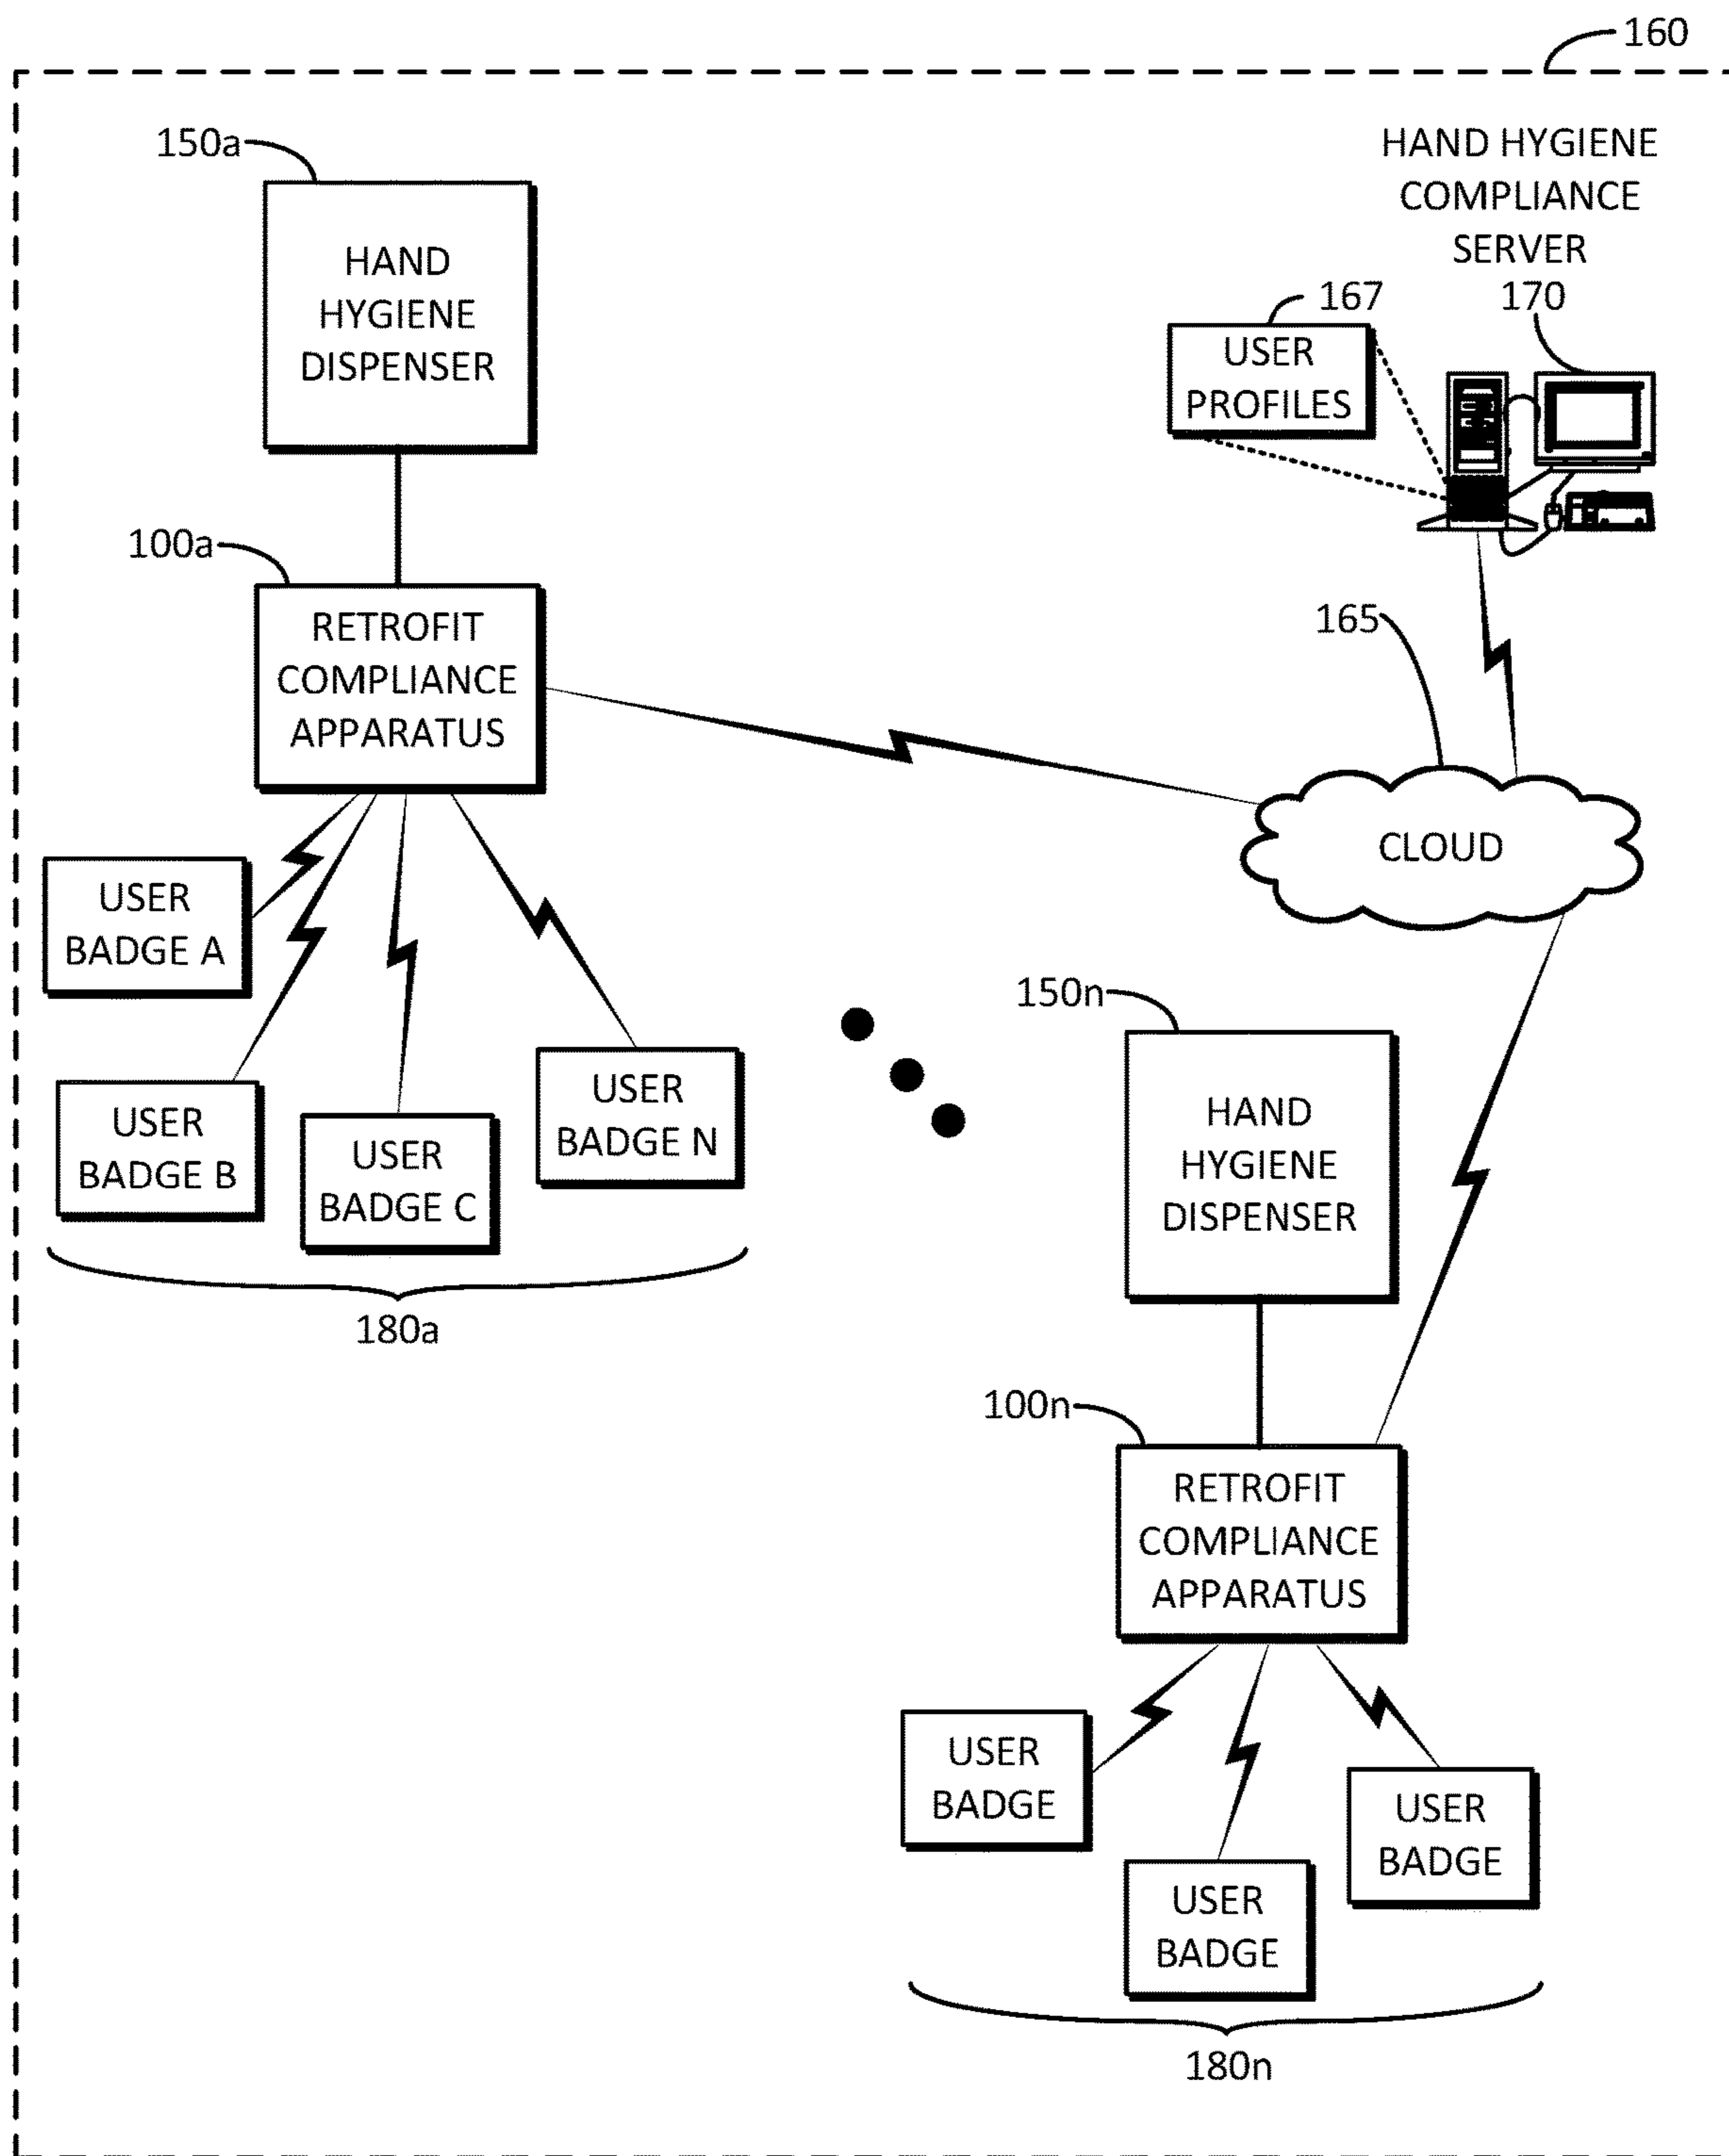 160
150a
HAND
HYGIENE
DISPENSER
HAND HYGIENE
COMPLIANCE
SERVER
167
170
USER
PROFILES
100a
RETROFIT
COMPLIANCE
APPARATUS
165
CLOUD
USER
BADGE A
USER
BADGE B
USER
BADGE C
USER
BADGE N
180a
150n
HAND
HYGIENE
DISPENSER
100n
RETROFIT
COMPLIANCE
APPARATUS
USER
BADGE
USER
BADGE
USER
BADGE
180n